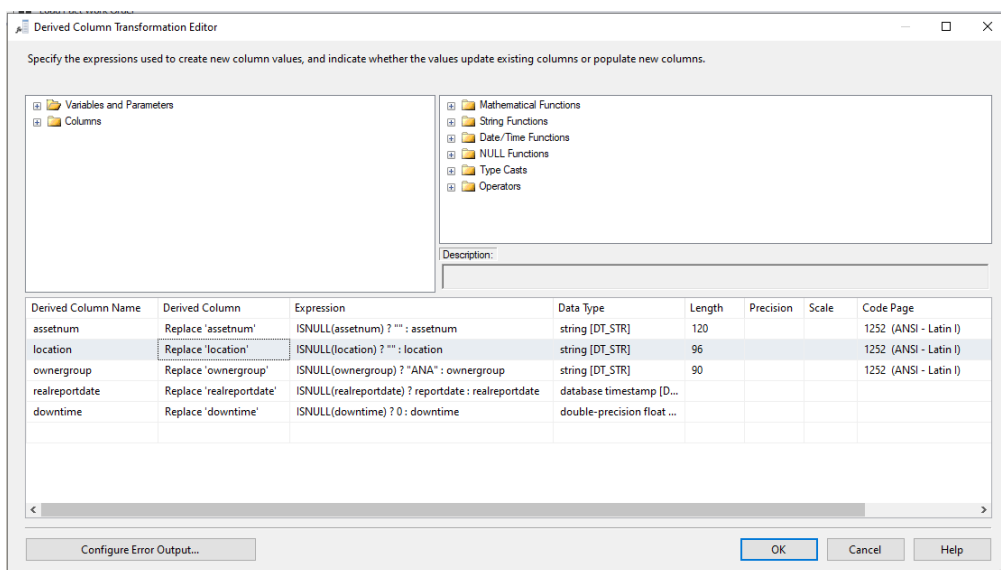 Derived Column Transformation Editor
Specify the expressions used to create new column values, and indicate whether the values update existing columns or populate new columns.
Variables and Parameters
Columns
Mathematical Functions
String Functions
Date/Time Functions
NULL Functions
Type Casts
Operators
Description:
Derived Column Name Derived Column Expression Data Type Length Precision Scale Code Page
assetnum Replace 'assetnum' ISNULL(assetnum) ? "" : assetnum string [DT_STR] 120 1252 (ANSI - Latin I)
location Replace 'location' ISNULL(location) ? "" : location string [DT_STR] 96 1252 (ANSI - Latin I)
ownergroup Replace 'ownergroup' ISNULL(ownergroup) ? "ANA" : ownergroup string [DT_STR] 90 1252 (ANSI - Latin I)
realreportdate Replace 'realreportdate' ISNULL(realreportdate) ? reportdate : realreportdate database timestamp [D...
downtime Replace 'downtime' ISNULL(downtime) ? 0 : downtime double-precision float ...
Configure Error Output... OK Cancel Help